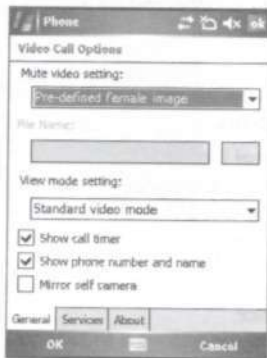 Phone ok
Video Call Options
Mute video setting:
Pre-defined female image
File Name:
View mode setting:
Standard video mode
Show call timer
Show phone number and name
Mirror self camera
General Services About
OK Cancel